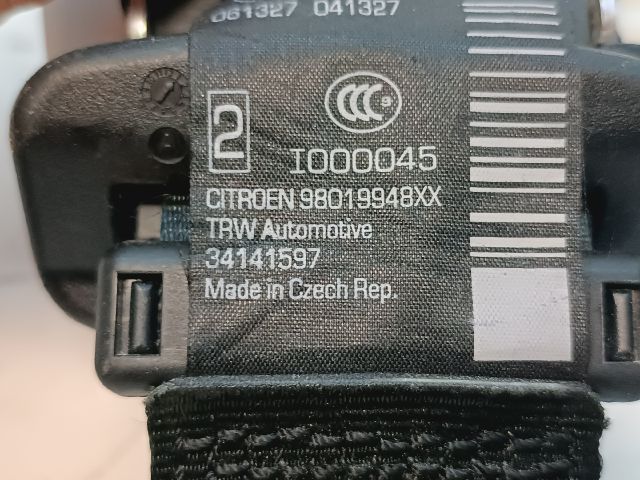 061327 041327
CCC S
2
I000045
CITROEN 98019948XX
TRW Automotive
34141597
Made in Czech Rep.